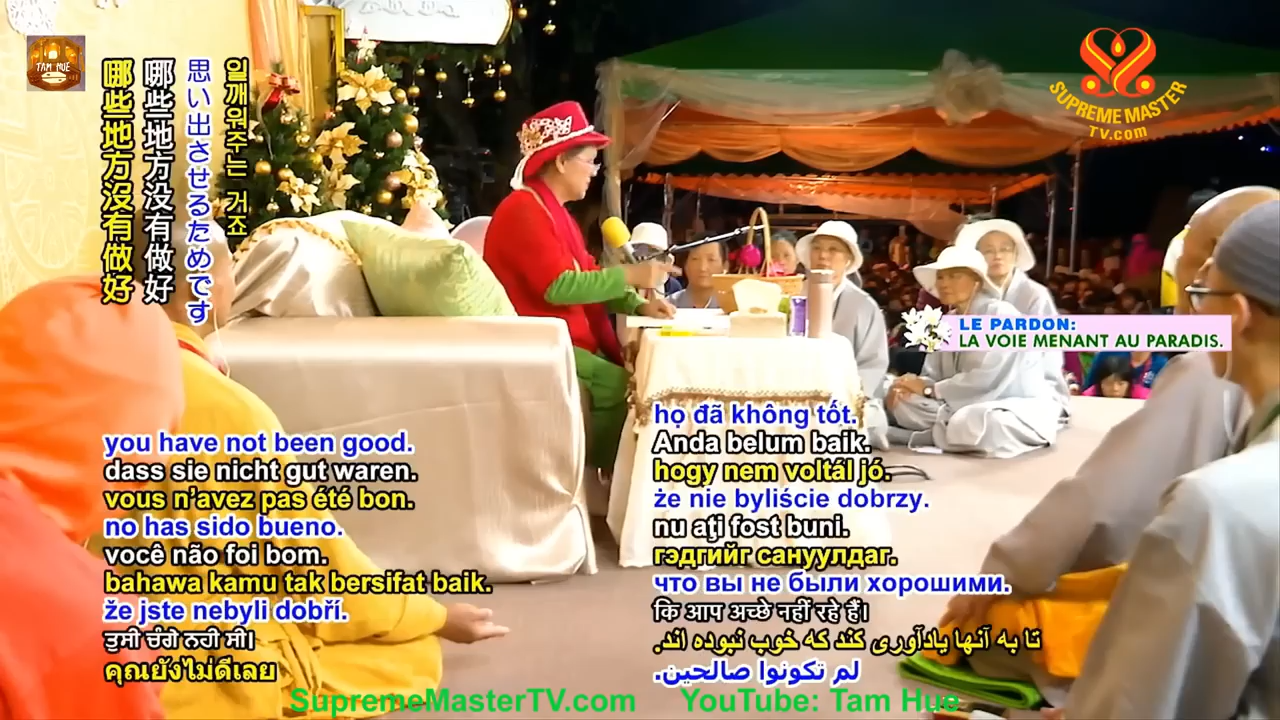 TAM HUE
SUPREME MASTER
TV.com
일깨워주는 거죠
思い出させるためです
哪些地方没有做好
哪些地方沒有做好
LE PARDON:
LA VOIE MENANT AU PARADIS.
you have not been good.
dass sie nicht gut waren.
vous n’avez pas été bon.
no has sido bueno.
você não foi bom.
bahawa kamu tak bersifat baik.
že jste nebyli dobří.
ਤੁਸੀ ਚੰਗੇ ਨਹੀ ਸੀ|
คุณยังไม่ดีเลย
họ đã không tốt.
Anda belum baik.
hogy nem voltál jó.
że nie byliście dobrzy.
nu aţi fost buni.
гэдгийг сануулдаг.
что вы не были хорошими.
कि आप अच्छे नहीं रहे हैं।
تا به آنها یادآوری کند که خوب نبوده اند.
لم تكونوا صالحين.
SupremeMasterTV.com YouTube: Tam Hue